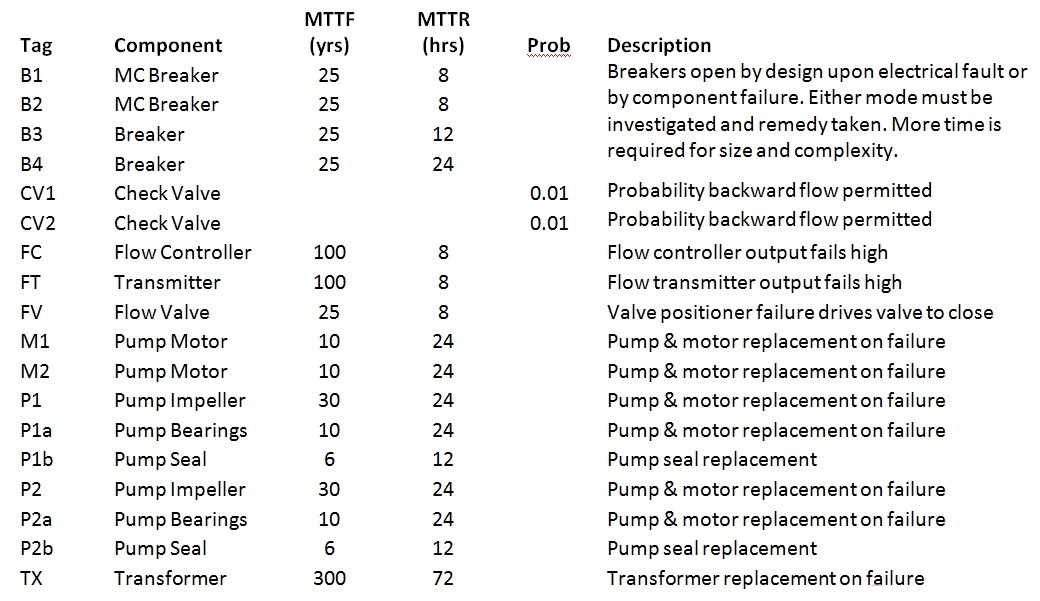 MTTF MTTR
Tag Component (yrs) (hrs) Prob Description
B1 MC Breaker 25 8 Breakers open by design upon electrical fault or
B2 MC Breaker 25 8 by component failure. Either mode must be
B3 Breaker 25 12 investigated and remedy taken. More time is
B4 Breaker 25 24 required for size and complexity.
CV1 Check Valve 0.01 Probability backward flow permitted
CV2 Check Valve 0.01 Probability backward flow permitted
FC Flow Controller 100 8 Flow controller output fails high
FT Transmitter 100 8 Flow transmitter output fails high
FV Flow Valve 25 8 Valve positioner failure drives valve to close
M1 Pump Motor 10 24 Pump & motor replacement on failure
M2 Pump Motor 10 24 Pump & motor replacement on failure
P1 Pump Impeller 30 24 Pump & motor replacement on failure
P1a Pump Bearings 10 24 Pump & motor replacement on failure
P1b Pump Seal 6 12 Pump seal replacement
P2 Pump Impeller 30 24 Pump & motor replacement on failure
P2a Pump Bearings 10 24 Pump & motor replacement on failure
P2b Pump Seal 6 12 Pump seal replacement
TX Transformer 300 72 Transformer replacement on failure